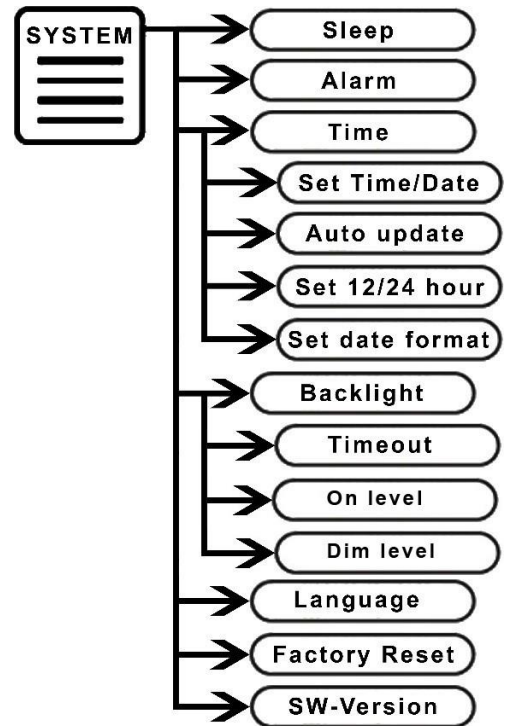 SYSTEM
Sleep
Alarm
Time
Set Time/Date
Auto update
Set 12/24 hour
Set date format
Backlight
Timeout
On level
Dim level
Language
Factory Reset
SW-Version